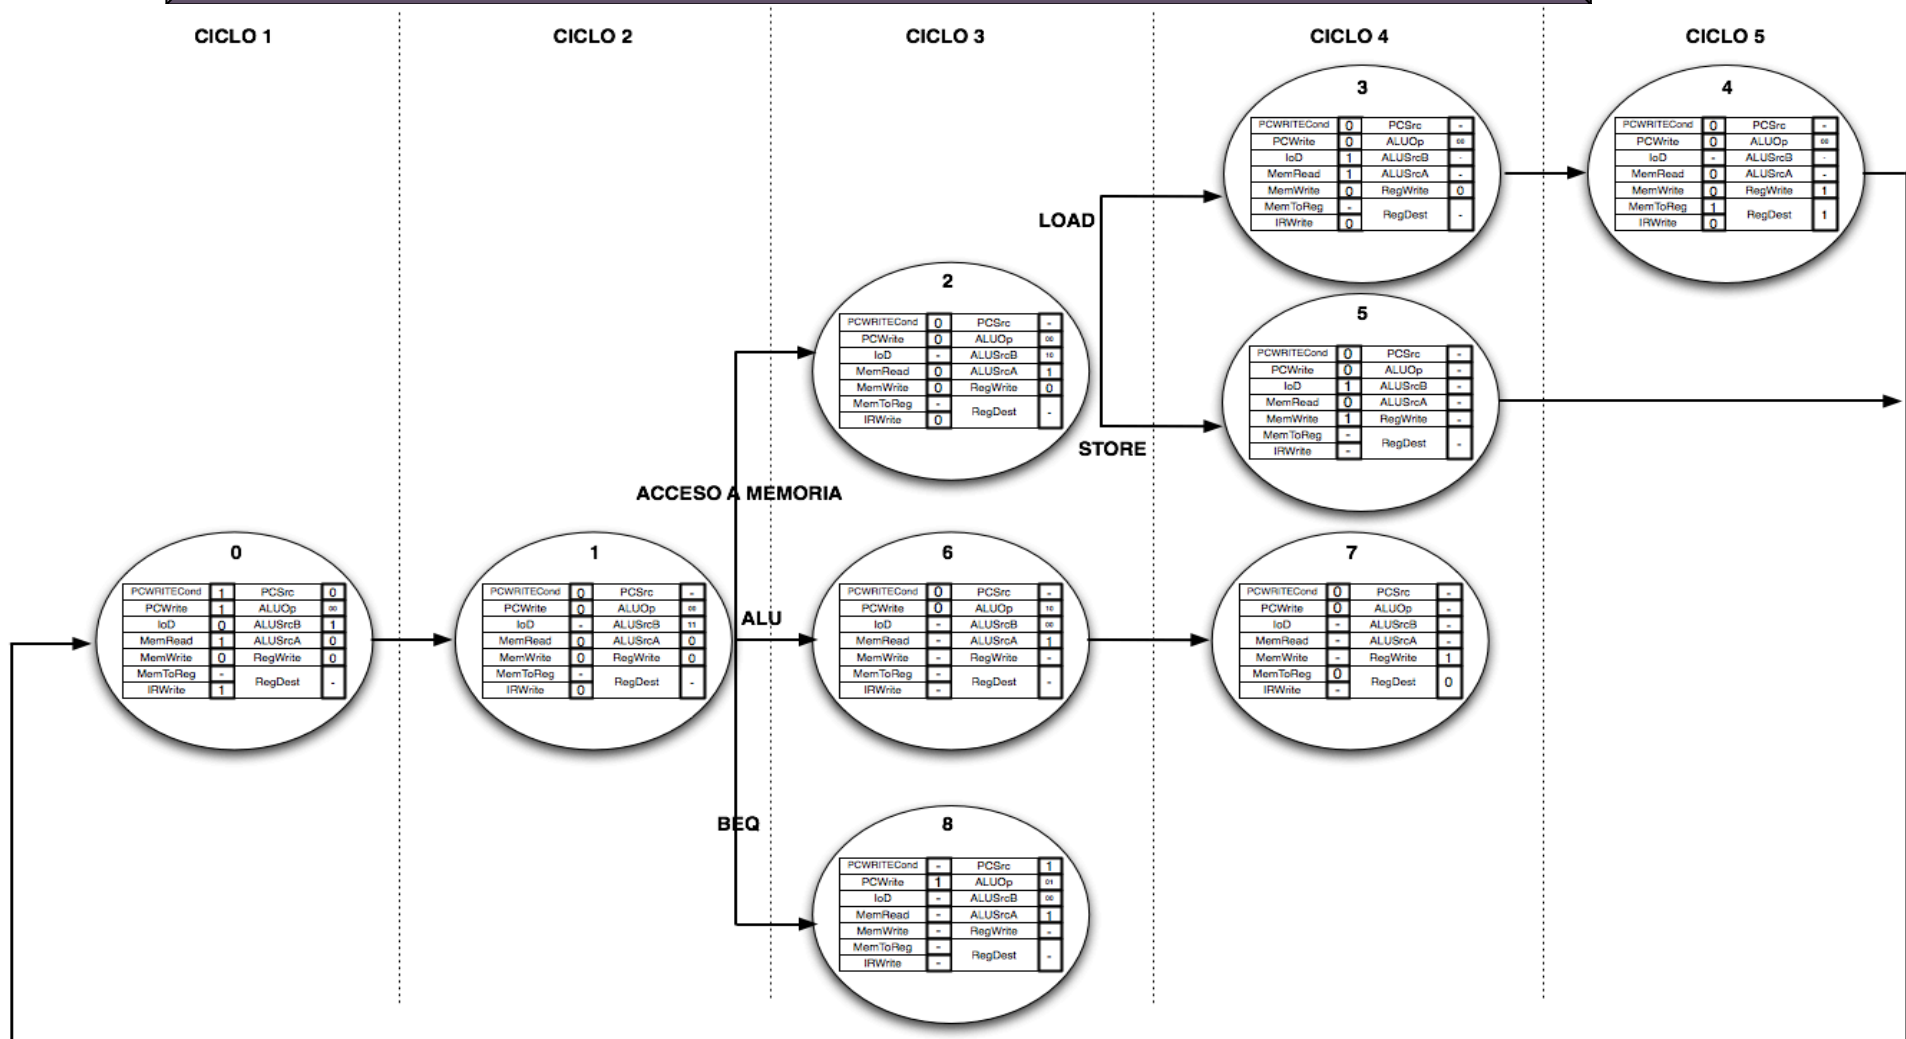 CICLO 1 CICLO 2 CICLO 3 CICLO 4 CICLO 5
3
PCWRITECond 0 PCSrc -
PCWrite 0 ALUOp 00
IoD 1 ALUSrcB -
MemRead 1 ALUSrcA -
MemWrite 0 RegWrite 0
MemToReg - RegDest -
IRWrite 0
4
PCWRITECond 0 PCSrc -
PCWrite 0 ALUOp 00
IoD - ALUSrcB -
MemRead 0 ALUSrcA -
MemWrite 0 RegWrite 1
MemToReg 1 RegDest 1
IRWrite 0
LOAD
2
PCWRITECond 0 PCSrc -
PCWrite 0 ALUOp 00
IoD - ALUSrcB 10
MemRead 0 ALUSrcA 1
MemWrite 0 RegWrite 0
MemToReg - RegDest -
IRWrite 0
5
PCWRITECond 0 PCSrc -
PCWrite 0 ALUOp -
IoD 1 ALUSrcB -
MemRead 0 ALUSrcA -
MemWrite 1 RegWrite -
MemToReg - RegDest -
IRWrite -
STORE
ACCESO A MEMORIA
0
PCWRITECond 1 PCSrc 0
PCWrite 1 ALUOp 00
IoD 0 ALUSrcB 1
MemRead 1 ALUSrcA 0
MemWrite 0 RegWrite 0
MemToReg - RegDest -
IRWrite 1
1
PCWRITECond 0 PCSrc -
PCWrite 0 ALUOp 00
IoD - ALUSrcB 11
MemRead 0 ALUSrcA 0
MemWrite 0 RegWrite 0
MemToReg - RegDest -
IRWrite 0
ALU
6
PCWRITECond 0 PCSrc -
PCWrite 0 ALUOp 10
IoD - ALUSrcB 00
MemRead - ALUSrcA 1
MemWrite - RegWrite -
MemToReg - RegDest -
IRWrite -
7
PCWRITECond 0 PCSrc -
PCWrite 0 ALUOp -
IoD - ALUSrcB -
MemRead - ALUSrcA -
MemWrite - RegWrite 1
MemToReg 0 RegDest 0
IRWrite -
BEQ
8
PCWRITECond - PCSrc 1
PCWrite 1 ALUOp 01
IoD - ALUSrcB 00
MemRead - ALUSrcA 1
MemWrite - RegWrite -
MemToReg - RegDest -
IRWrite -